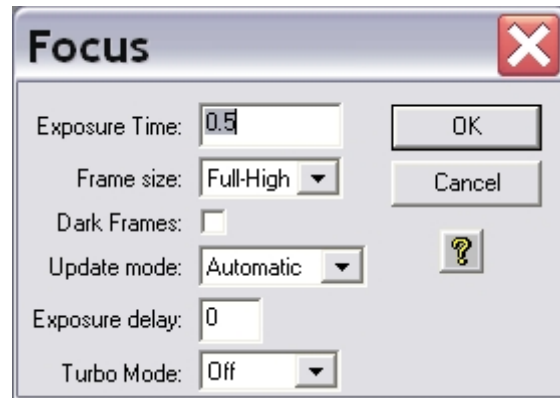 Focus
Exposure Time: 0.5
OK
Frame size: Full-High
Cancel
Dark Frames:
Update mode: Automatic
?
Exposure delay: 0
Turbo Mode: Off